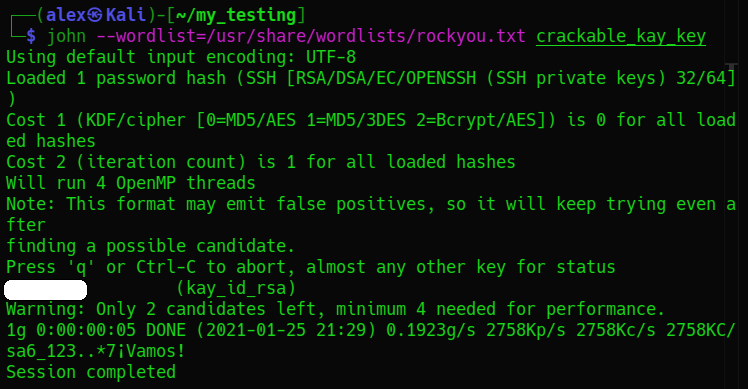 ┌──(alex㉿Kali)-[~/my_testing]
└─$ john --wordlist=/usr/share/wordlists/rockyou.txt crackable_kay_key
Using default input encoding: UTF-8
Loaded 1 password hash (SSH [RSA/DSA/EC/OPENSSH (SSH private keys) 32/64]
)
Cost 1 (KDF/cipher [0=MD5/AES 1=MD5/3DES 2=Bcrypt/AES]) is 0 for all load
ed hashes
Cost 2 (iteration count) is 1 for all loaded hashes
Will run 4 OpenMP threads
Note: This format may emit false positives, so it will keep trying even a
fter
finding a possible candidate.
Press 'q' or Ctrl-C to abort, almost any other key for status
(kay_id_rsa)
Warning: Only 2 candidates left, minimum 4 needed for performance.
1g 0:00:00:05 DONE (2021-01-25 21:29) 0.1923g/s 2758Kp/s 2758Kc/s 2758KC/
sa6_123..*7¡Vamos!
Session completed